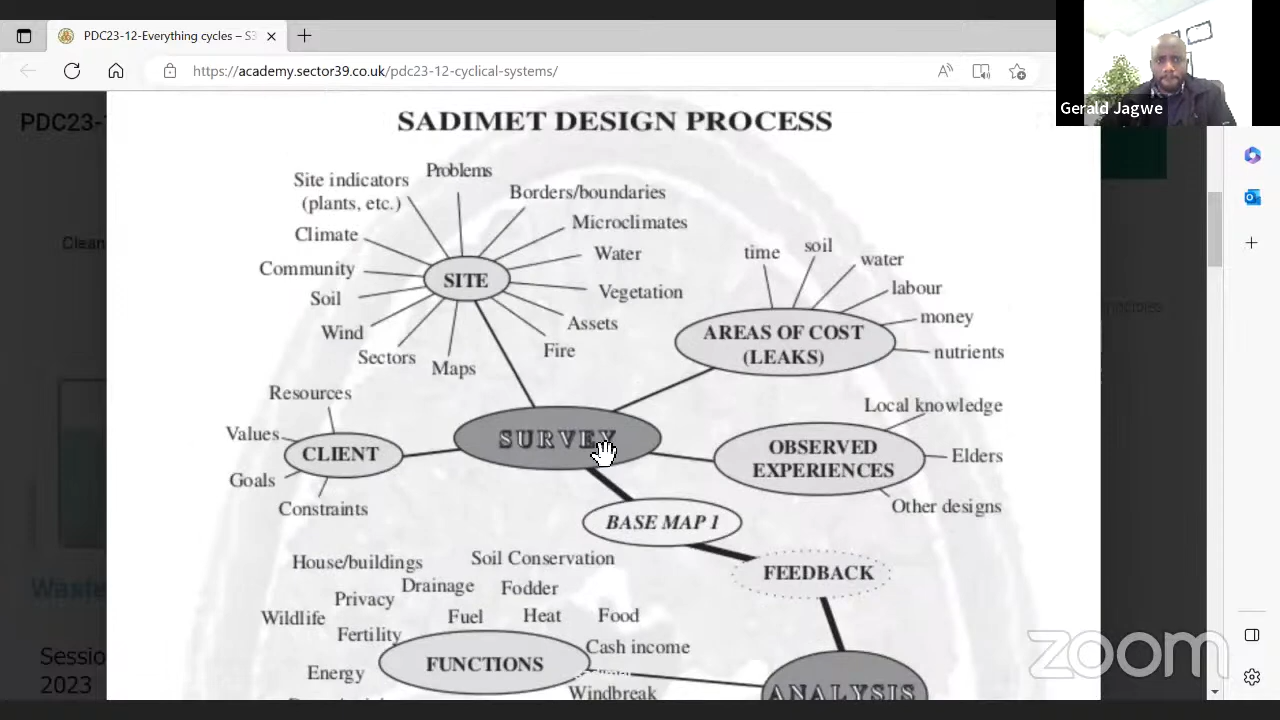 PDC23-12-Everything cycles – S3
https://academy.sector39.co.uk/pdc23-12-cyclical-systems/
Gerald Jagwe
PDC23-1
SADIMET DESIGN PROCESS
Problems
Site indicators
(plants, etc.)
Borders/boundaries
Microclimates
Climate
Water
Community
SITE
Vegetation
Soil
Assets
Wind
Fire
Sectors
Maps
time
soil
water
labour
AREAS OF COST
(LEAKS)
money
nutrients
Clean
Resources
Values
CLIENT
Goals
Constraints
SURVEY
Local knowledge
OBSERVED
EXPERIENCES
Elders
Other designs
BASE MAP 1
FEEDBACK
House/buildings
Soil Conservation
Drainage
Fodder
Privacy
Wildlife
Fuel
Heat
Food
Fertility
Cash income
FUNCTIONS
Energy
Windbreak
ANALYSIS
Waste
Sessio
2023
zoom